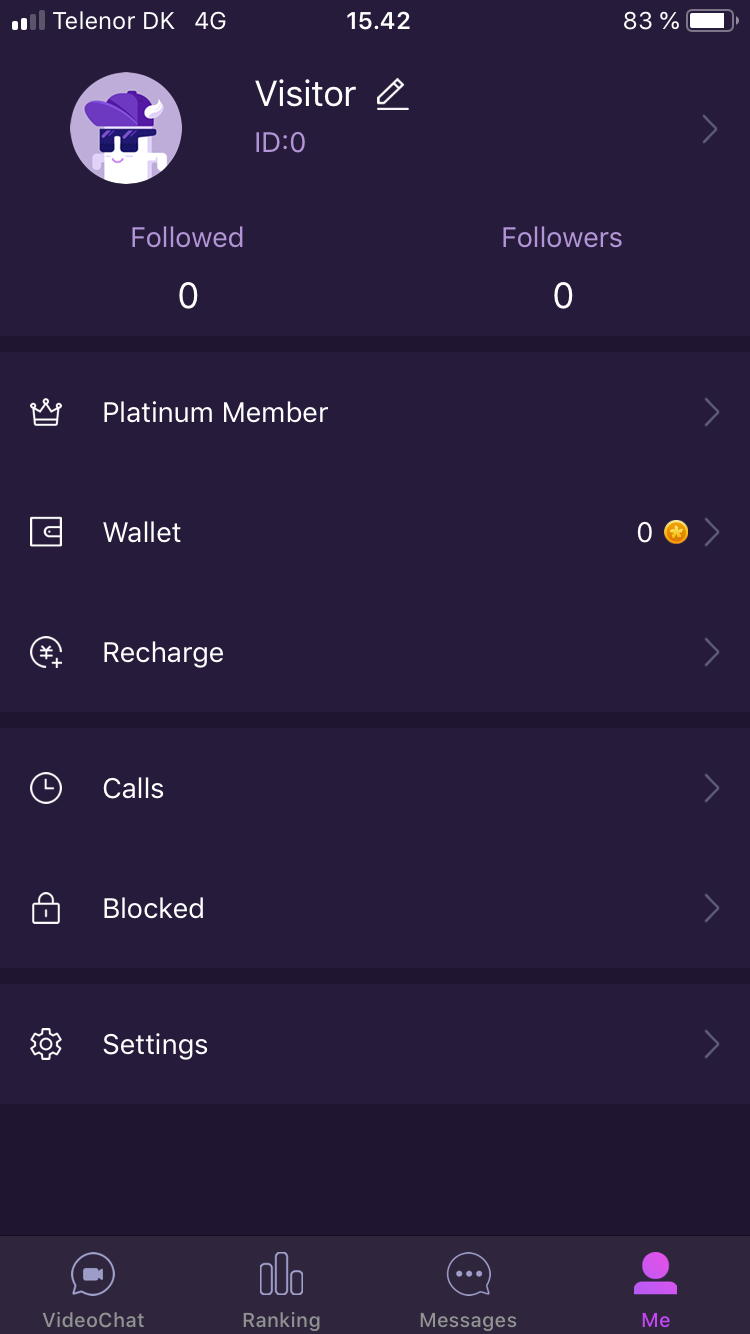 Telenor DK 4G 15.42 83 %
Visitor
ID:0
Followed Followers
0 0
Platinum Member
Wallet 0
Recharge
Calls
Blocked
Settings
VideoChat Ranking Messages Me